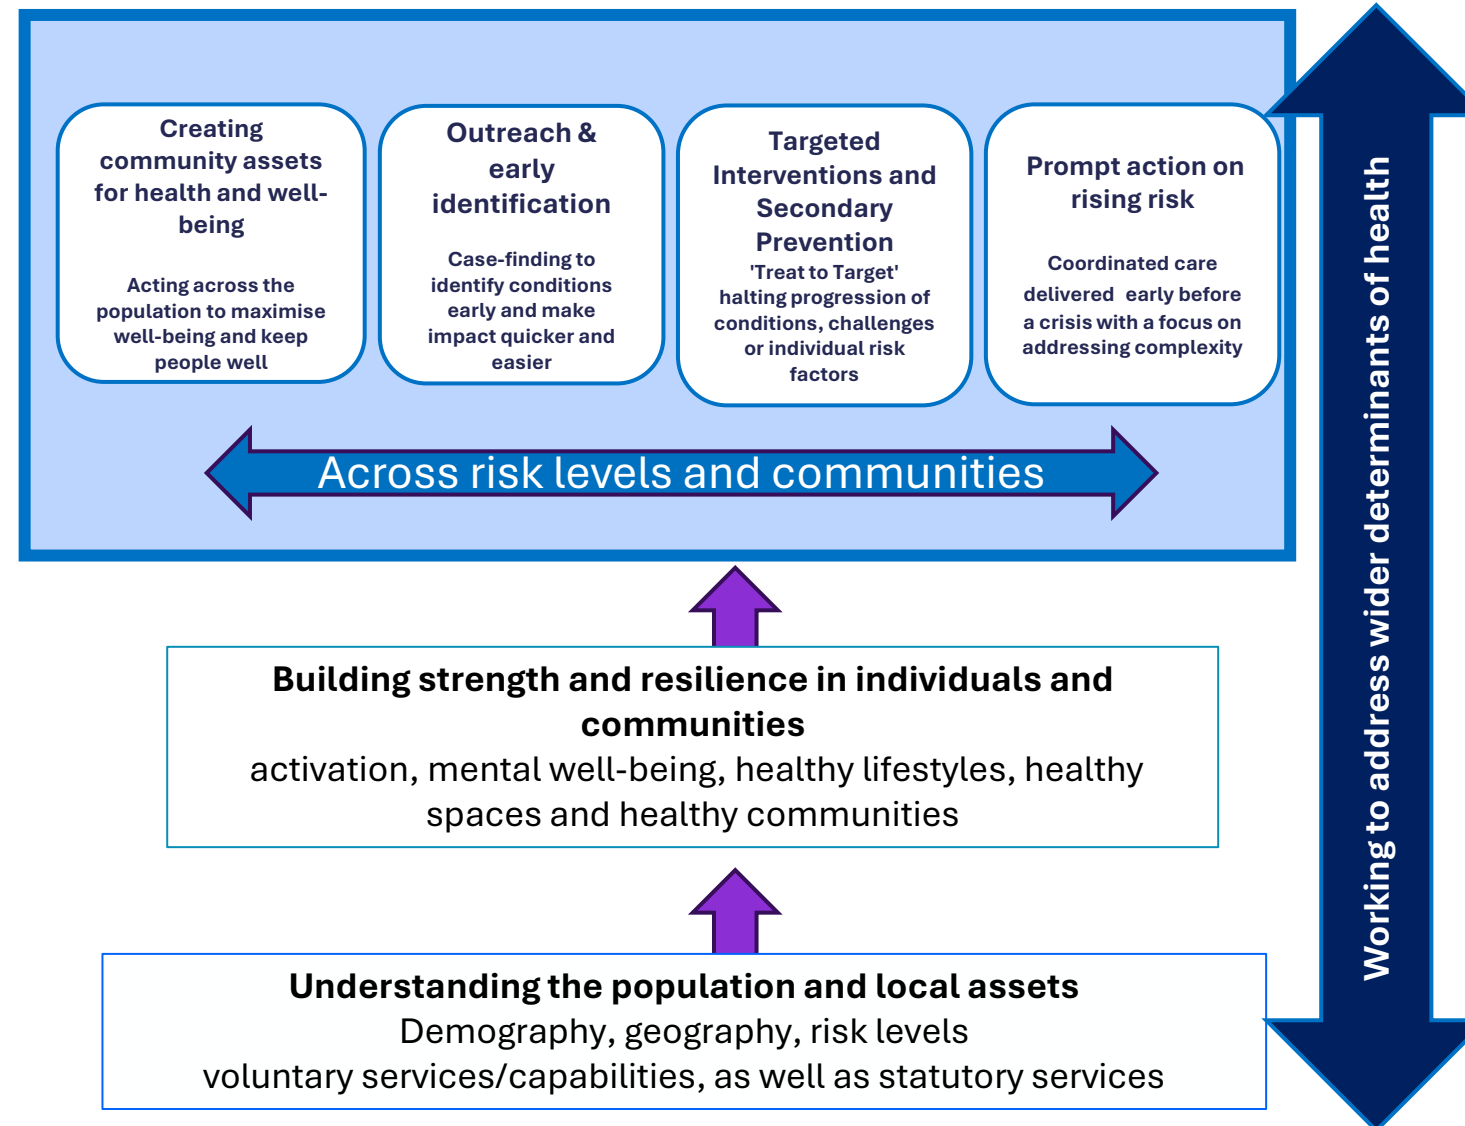 Creating
community assets
for health and well-
being
Acting across the
population to maximise
well-being and keep
people well
Outreach &
early
identification
Case-finding to
identify conditions
early and make
impact quicker and
easier
Targeted
Interventions and
Secondary
Prevention
'Treat to Target'
halting progression of
conditions, challenges
or individual risk
factors
Prompt action on
rising risk
Coordinated care
delivered early before
a crisis with a focus on
addressing complexity
Across risk levels and communities
Building strength and resilience in individuals and
communities
activation, mental well-being, healthy lifestyles, healthy
spaces and healthy communities
Understanding the population and local assets
Demography, geography, risk levels
voluntary services/capabilities, as well as statutory services
Working to address wider determinants of health